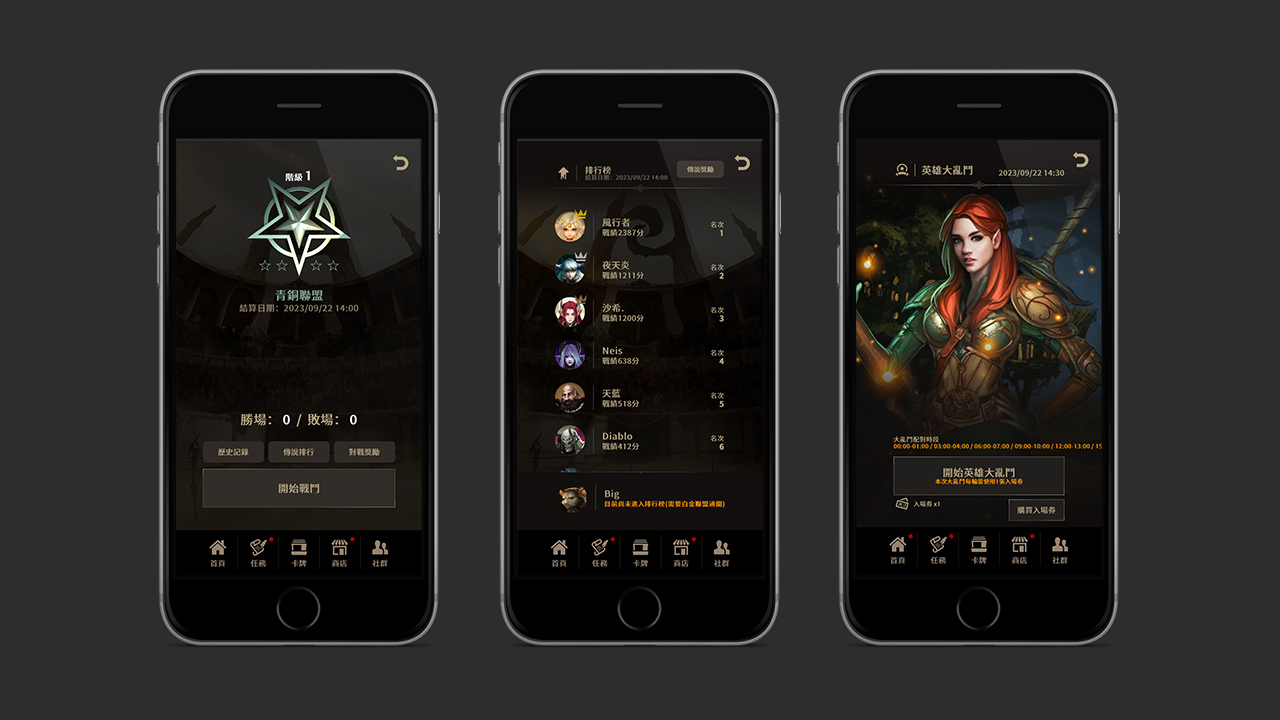 階級 1
青銅聯盟
結算日期：2023/09/22 14:00
勝場： 0 / 敗場： 0
歷史記錄
傳說排行
對戰獎勵
開始戰鬥
首頁
任務
卡牌
商店
社群
排行榜
結算日期：2023/09/22 14:00
傳說獎勵
風行者
戰績2387分
名次
1
夜天炎
戰績1211分
名次
2
沙希.
戰績1200分
名次
3
Neis
戰績638分
名次
4
天藍
戰績518分
名次
5
Diablo
戰績412分
名次
6
Big
目前尚未進入排行榜(需要白金聯盟通關)
首頁
任務
卡牌
商店
社群
英雄大亂鬥
2023/09/22 14:30
大亂鬥配對時段
00:00-01:00 / 03:00-04:00 / 06:00-07:00 / 09:00-10:00 / 12:00-13:00 / 15
開始英雄大亂鬥
本次大亂鬥每輪需使用1張入場卷
入場券 x1
購買入場券
首頁
任務
卡牌
商店
社群